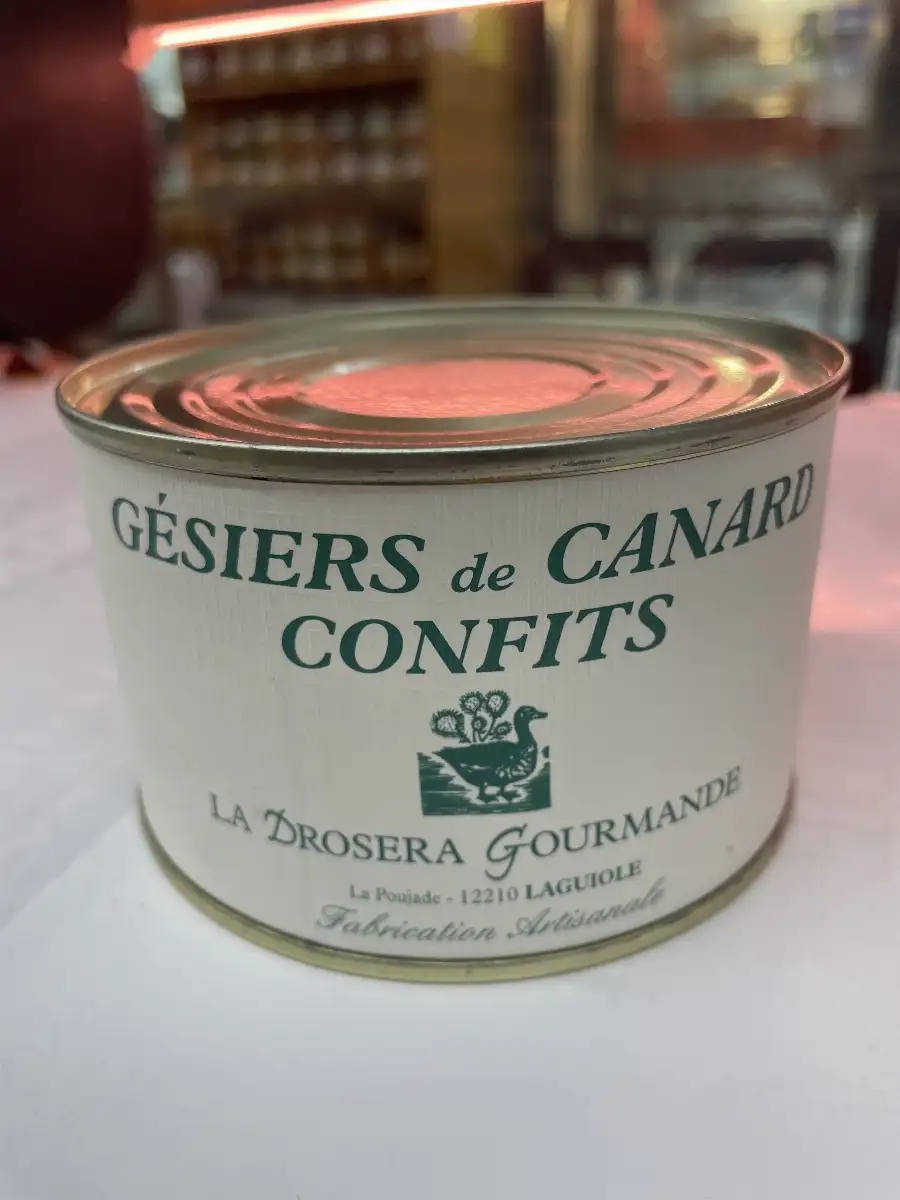 GÉSIERS de CANARD
CONFITS
LA DROSERA GOURMANDE
La Poujade - 12210 LAGUIOLE
Fabrication Artisanale